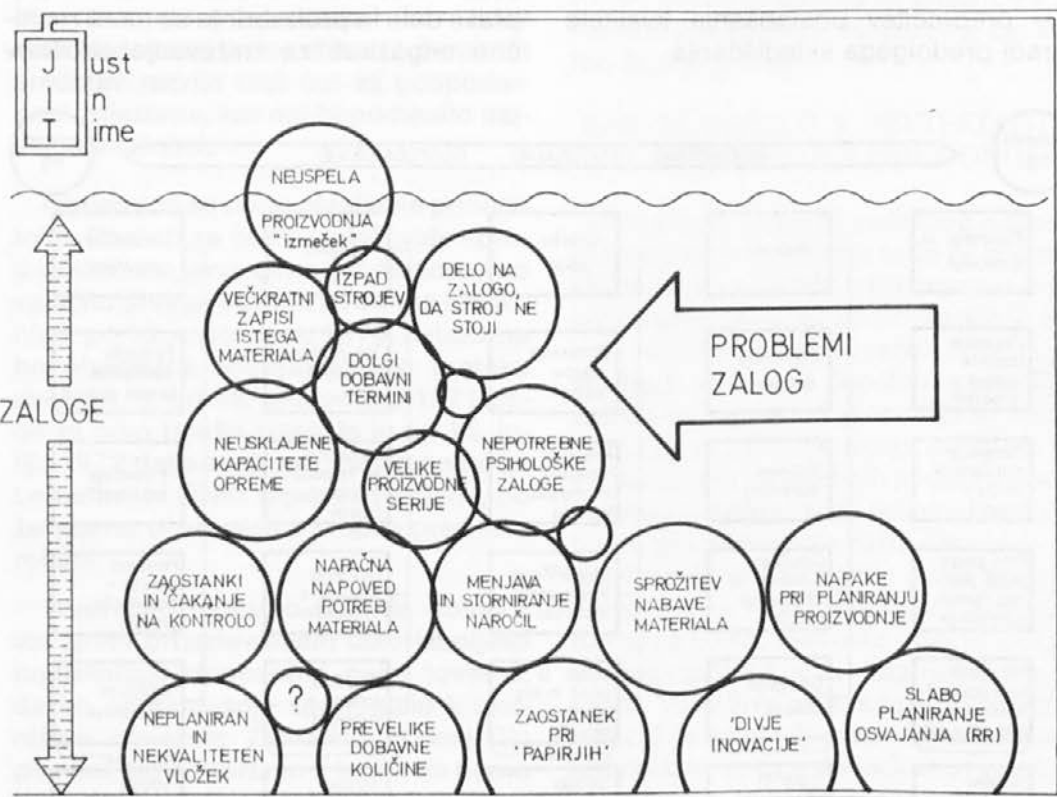 Just
In
Time
NEUSPELA
PROIZVODNJA
"izmeček"
IZPAD
STROJEV
DELO NA
ZALOGO,
DA STROJ NE
STOJI
VEČKRATNI
ZAPISI
ISTEGA
MATERIALA
DOLGI
DOBAVNI
TERMINI
PROBLEMI
ZALOG
ZALOGE
NEUSKLAJENE
KAPACITETE
OPREME
VELIKE
PROIZVODNE
SERIJE
NEPOTREBNE
PSIHOLOŠKE
ZALOGE
ZAOSTANKI
IN ČAKANJE
NA KONTROLO
NAPAČNA
NAPOVED
POTREB
MATERIALA
MENJAVA
IN STORNIRANJE
NAROČIL
SPROŽITEV
NABAVE
MATERIALA
NAPAKE
PRI PLANIRANJU
PROIZVODNJE
NEPLANIRAN
IN
NEKVALITETEN
VLOŽEK
?
PREVELIKE
DOBAVNE
KOLIČINE
ZAOSTANEK
PRI
'PAPIRJIH'
'DIVJE
INOVACIJE'
SLABO
PLANIRANJE
OSVAJANJA (RR)